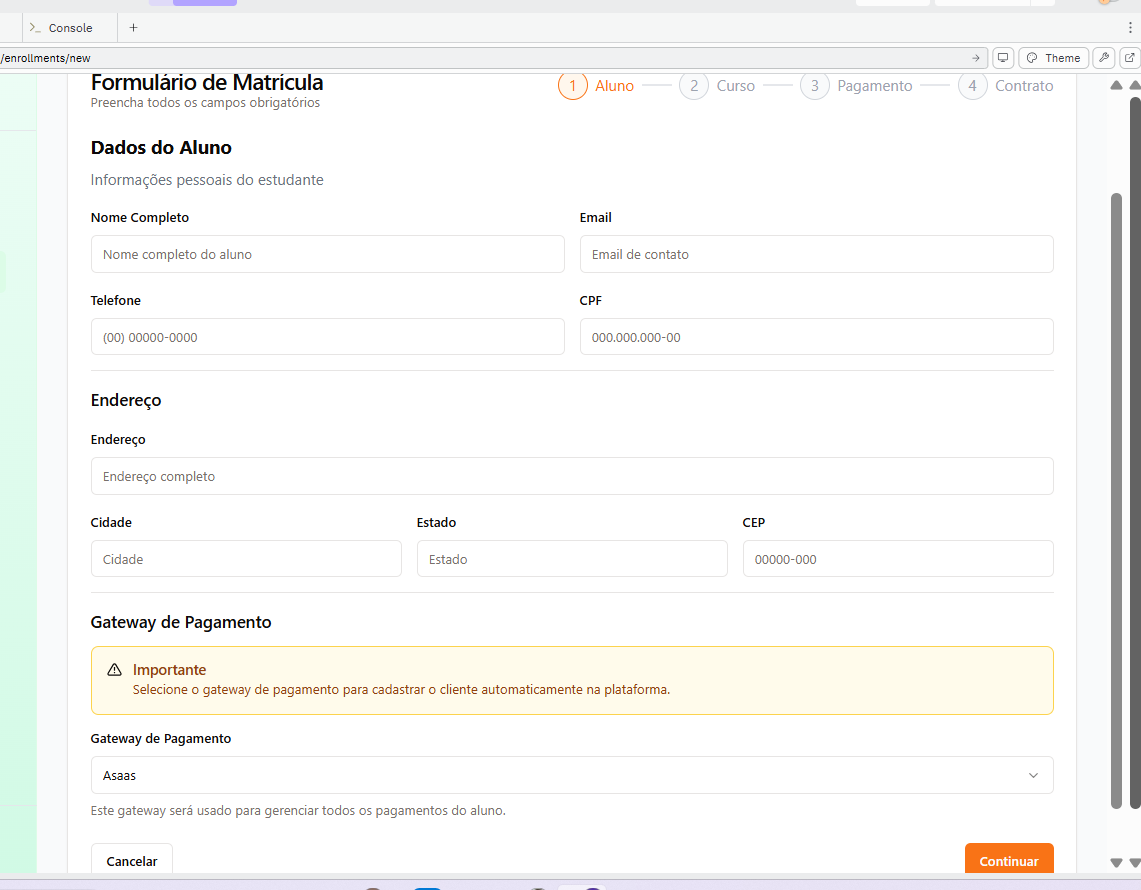 >_ Console +
/enrollments/new
Theme
Formulário de Matrícula
Preencha todos os campos obrigatórios
1 Aluno 2 Curso 3 Pagamento 4 Contrato
Dados do Aluno
Informações pessoais do estudante
Nome Completo Email
Nome completo do aluno Email de contato
Telefone CPF
(00) 00000-0000 000.000.000-00
Endereço
Endereço
Endereço completo
Cidade Estado CEP
Cidade Estado 00000-000
Gateway de Pagamento
Importante
Selecione o gateway de pagamento para cadastrar o cliente automaticamente na plataforma.
Gateway de Pagamento
Asaas
Este gateway será usado para gerenciar todos os pagamentos do aluno.
Cancelar Continuar